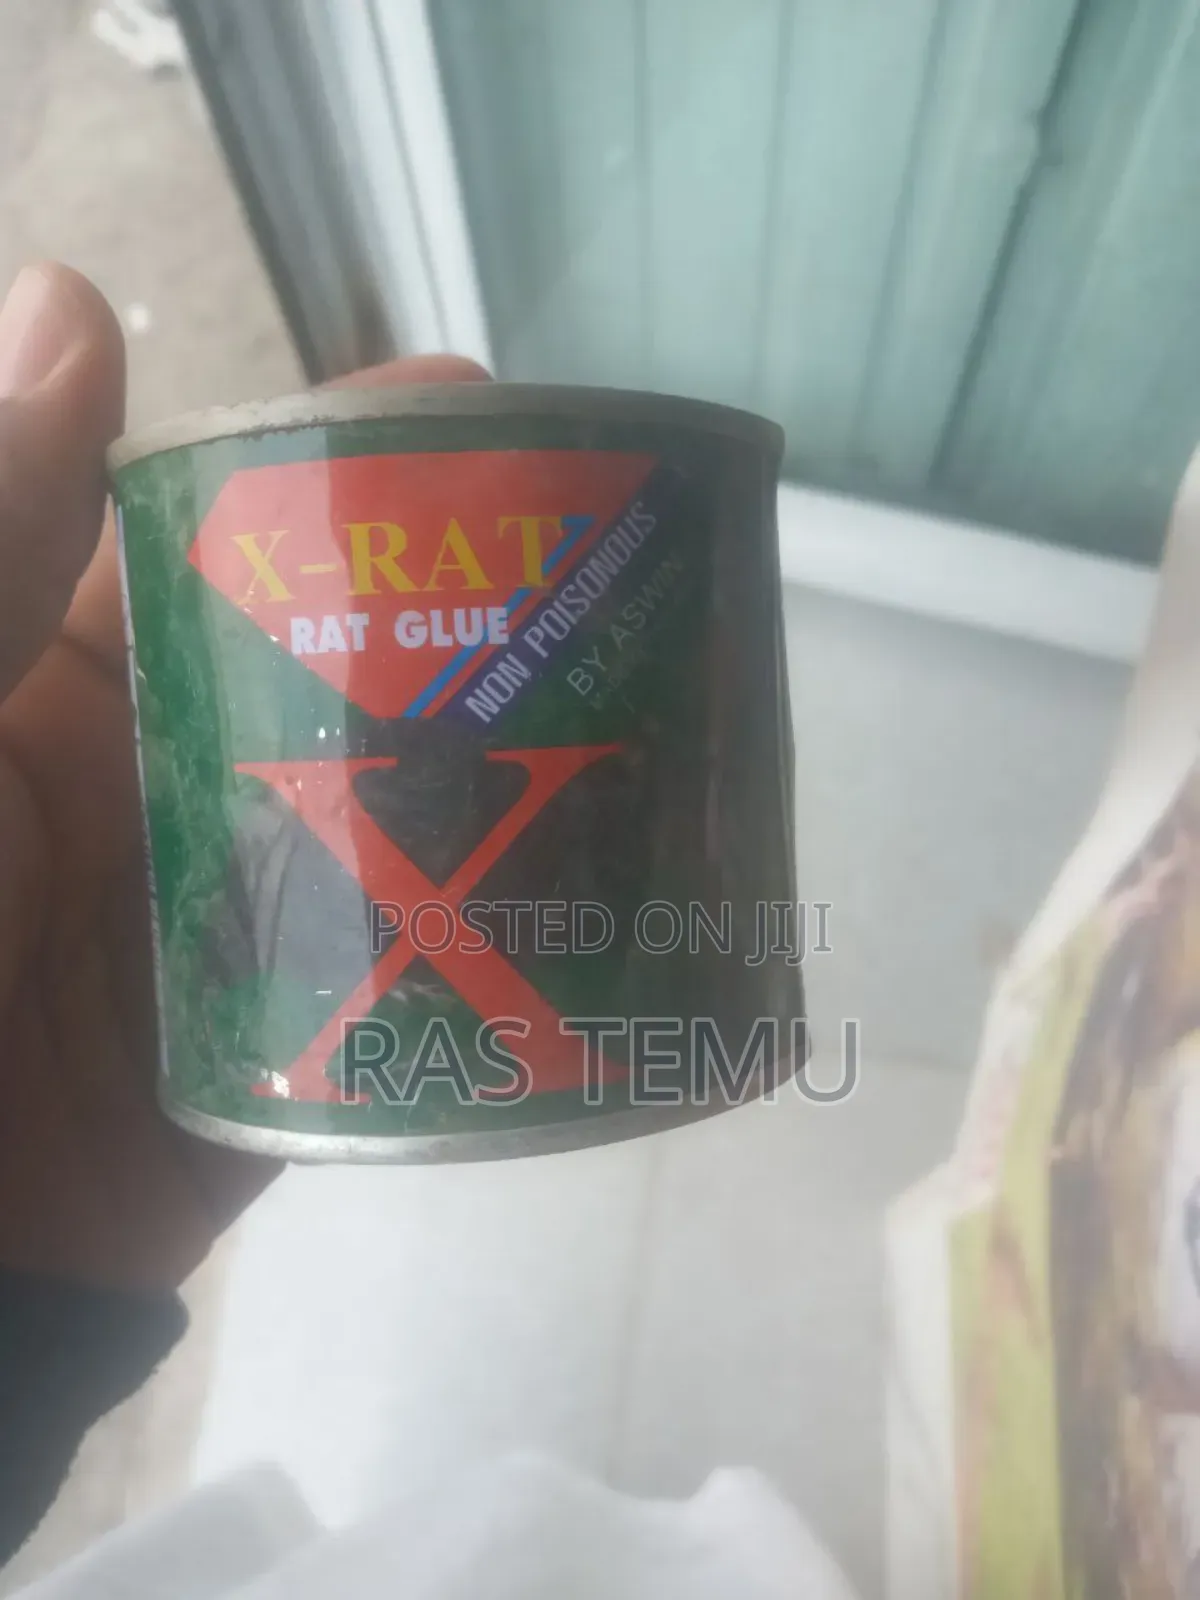 X-RAT
RAT GLUE
NON POISONOUS
BY ASWIN
X
POSTED ON JIJI
RAS TEMU